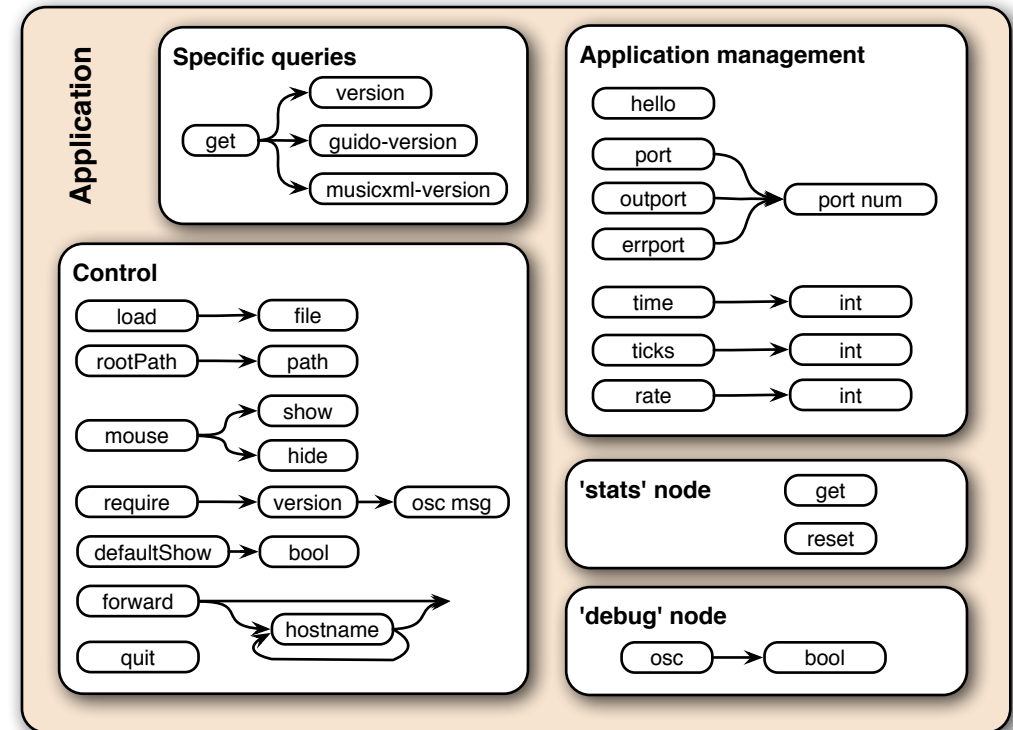 Application
Specific queries
get
version
guido-version
musicxml-version
Control
load file
rootPath path
mouse
show
hide
require version osc msg
defaultShow bool
forward
hostname
quit
Application management
hello
port
outport port num
errport
time int
ticks int
rate int
'stats' node
get
reset
'debug' node
osc bool